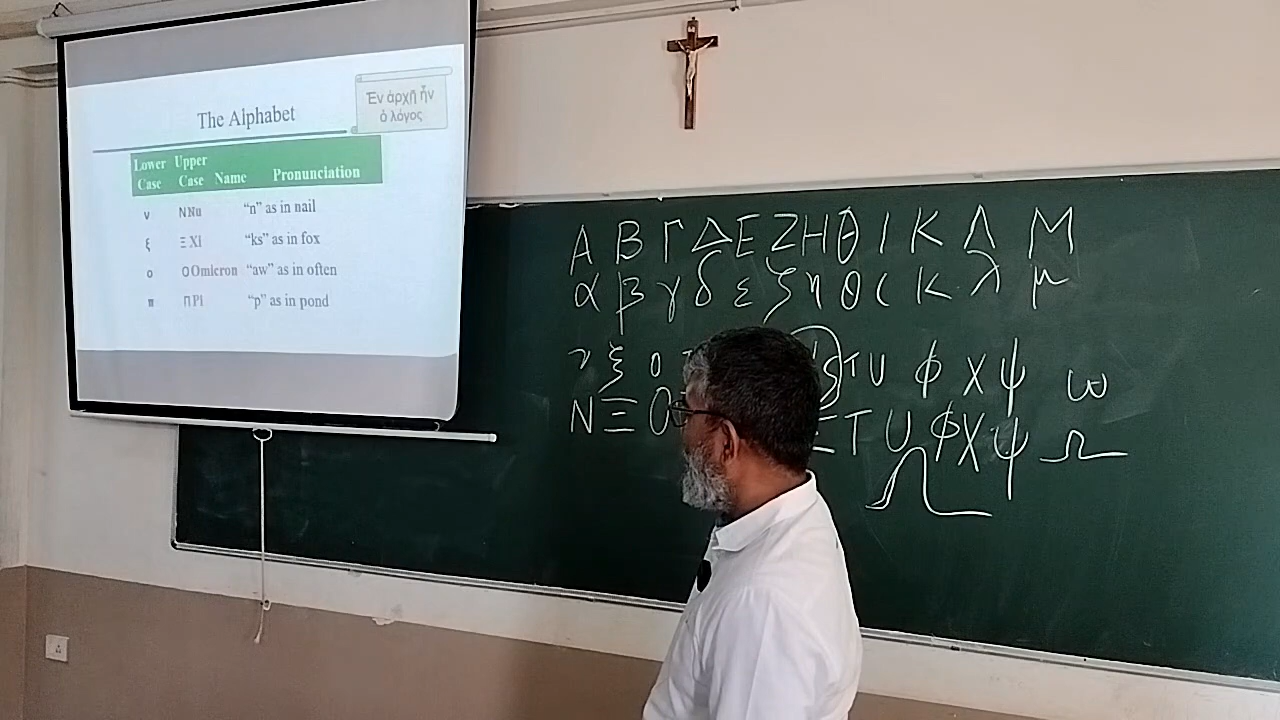 The Alphabet
Ἐν ἀρχῇ ἦν
ὁ λόγος
Lower Case Upper Case Name Pronunciation
ν Ν Nu “n” as in nail
ξ Ξ Xi “ks” as in fox
ο Ο Omicron “aw” as in often
π Π Pi “p” as in pond
Α Β Γ Δ Ε Ζ Η Θ Ι Κ Λ Μ
α β γ δ ε ζ η θ ι κ λ μ
ν ξ ο ς τ υ φ χ ψ ω
Ν Ξ Ο Σ Τ U Φ Χ Ψ Ω
Ω